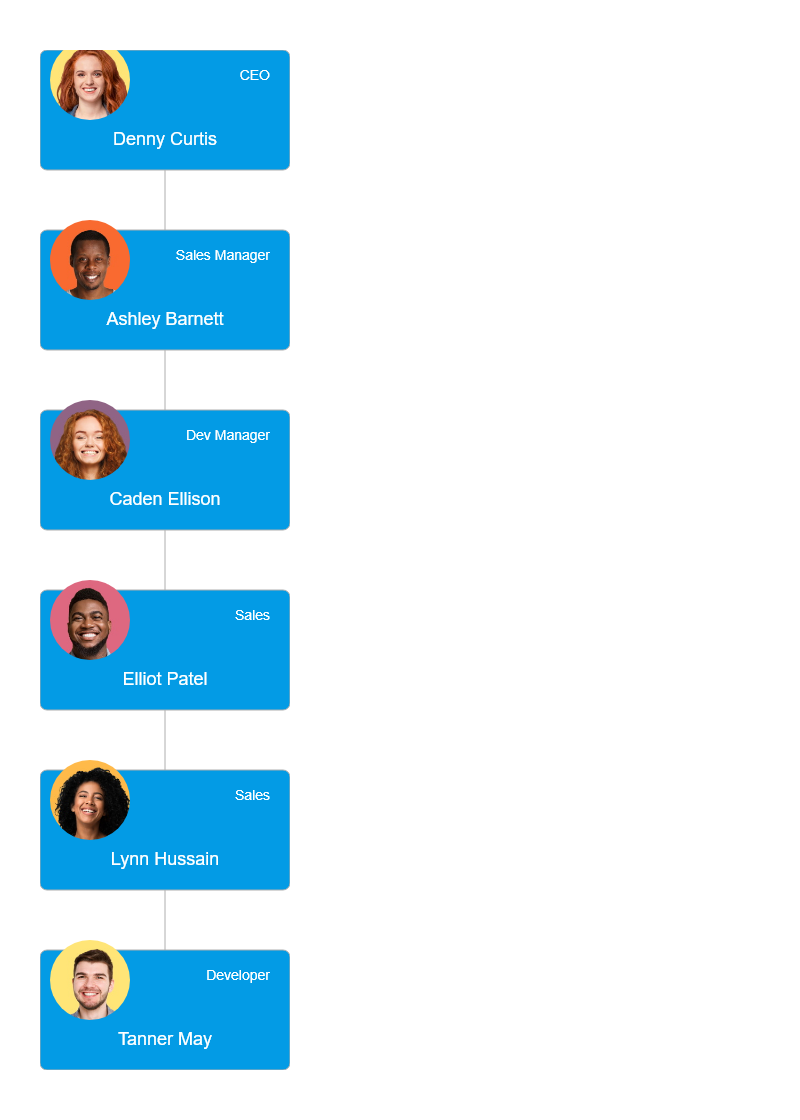 CEO
Denny Curtis
Sales Manager
Ashley Barnett
Dev Manager
Caden Ellison
Sales
Elliot Patel
Sales
Lynn Hussain
Developer
Tanner May